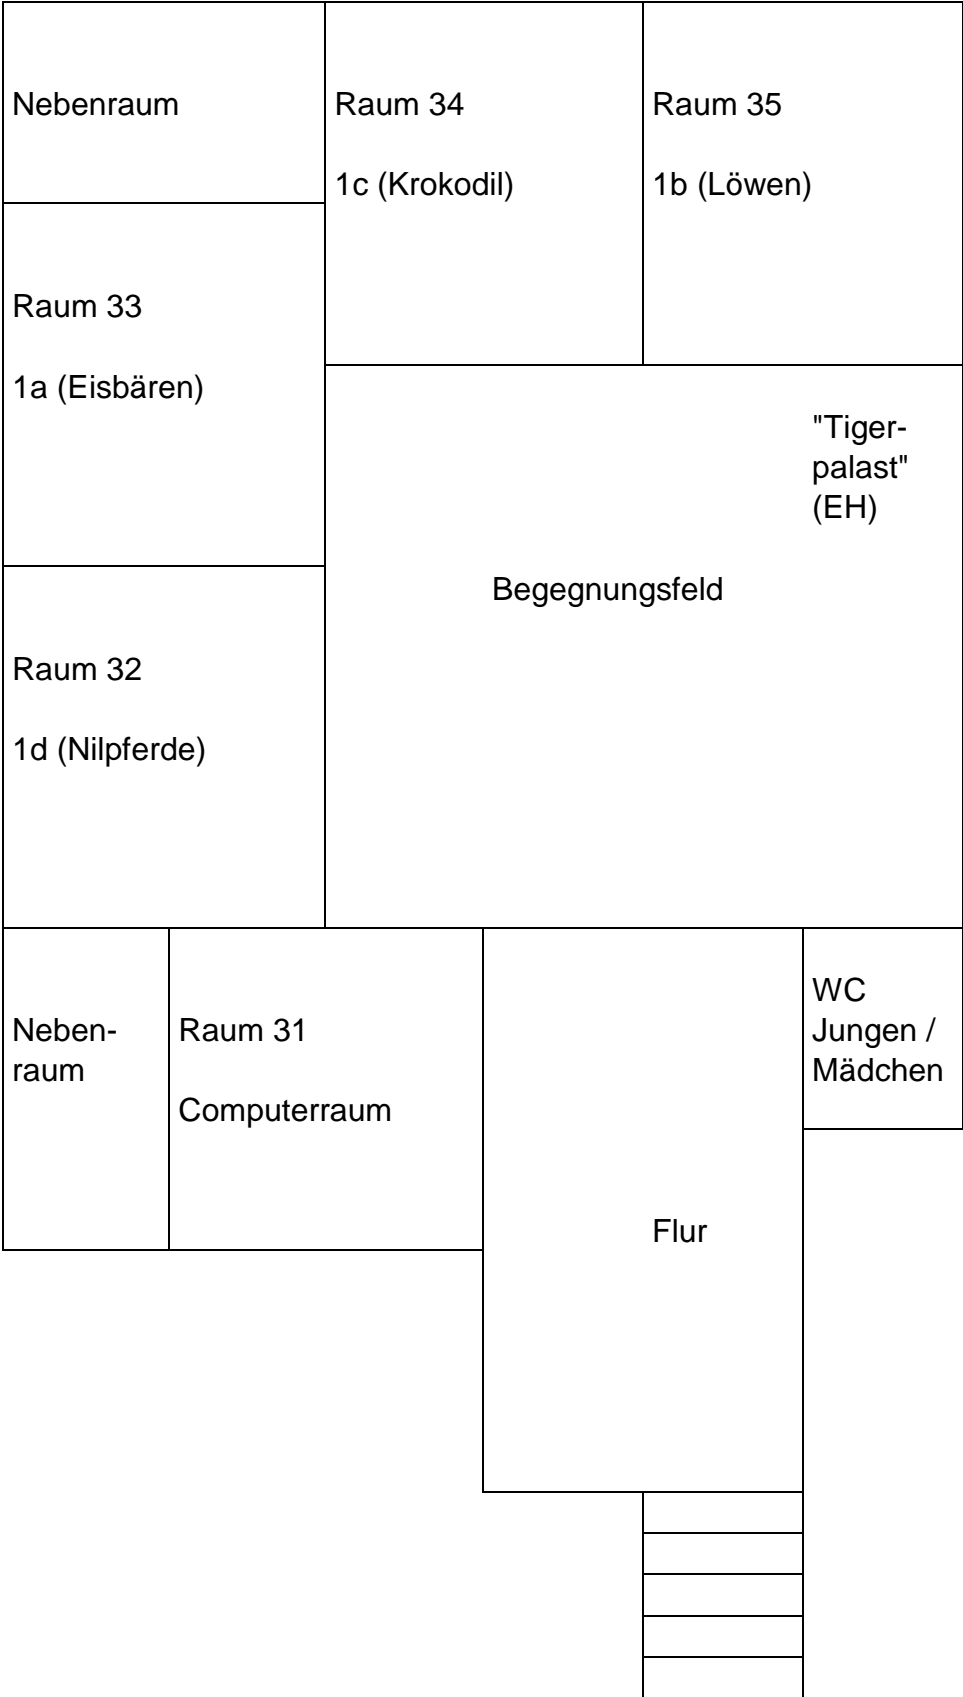 Nebenraum
Raum 34
1c (Krokodil)
Raum 35
1b (Löwen)
Raum 33
1a (Eisbären)
"Tiger-
palast"
(EH)
Begegnungsfeld
Raum 32
1d (Nilpferde)
Neben-
raum
Raum 31
Computerraum
WC
Jungen /
Mädchen
Flur